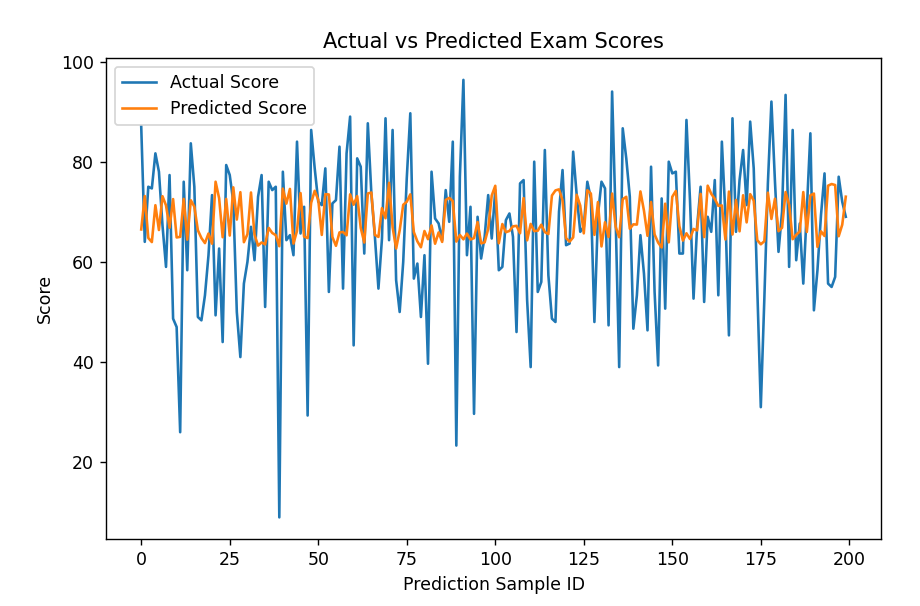 Actual vs Predicted Exam Scores
Actual Score
Predicted Score
100
80
60
40
20
Score
0 25 50 75 100 125 150 175 200
Prediction Sample ID